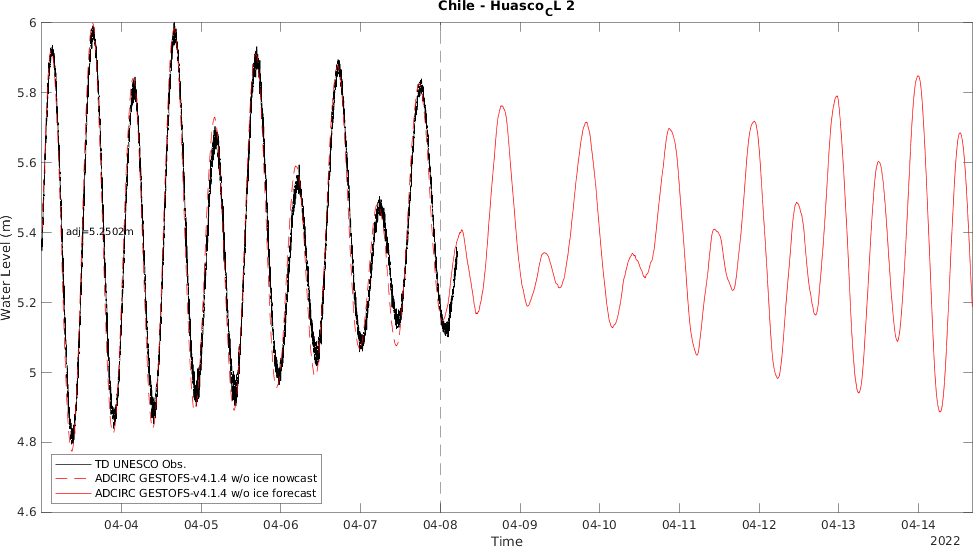 Chile - Huasco_CL 2
Water Level (m)
6
5.8
5.6
5.4
5.2
5
4.8
4.6
adj=5.2502m
TD UNESCO Obs.
ADCIRC GESTOFS-v4.1.4 w/o ice nowcast
ADCIRC GESTOFS-v4.1.4 w/o ice forecast
04-04 04-05 04-06 04-07 04-08 04-09 04-10 04-11 04-12 04-13 04-14
Time
2022